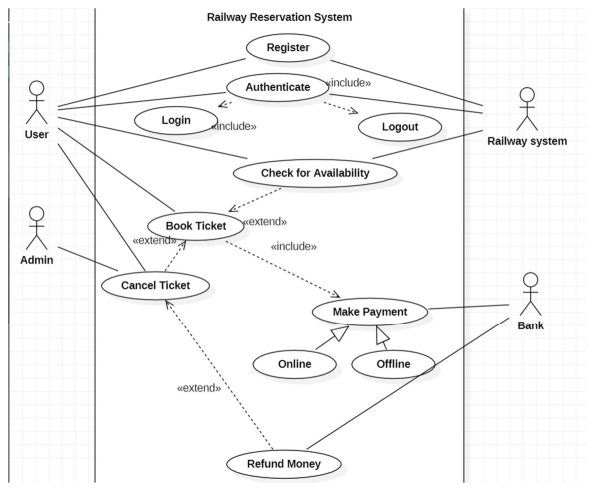 Railway Reservation System
Register
Authenticate
«include»
Login
«include»
Logout
User
Railway system
Check for Availability
Book Ticket
«extend»
«extend»
«include»
Admin
Cancel Ticket
Make Payment
Bank
Online
Offline
«extend»
Refund Money